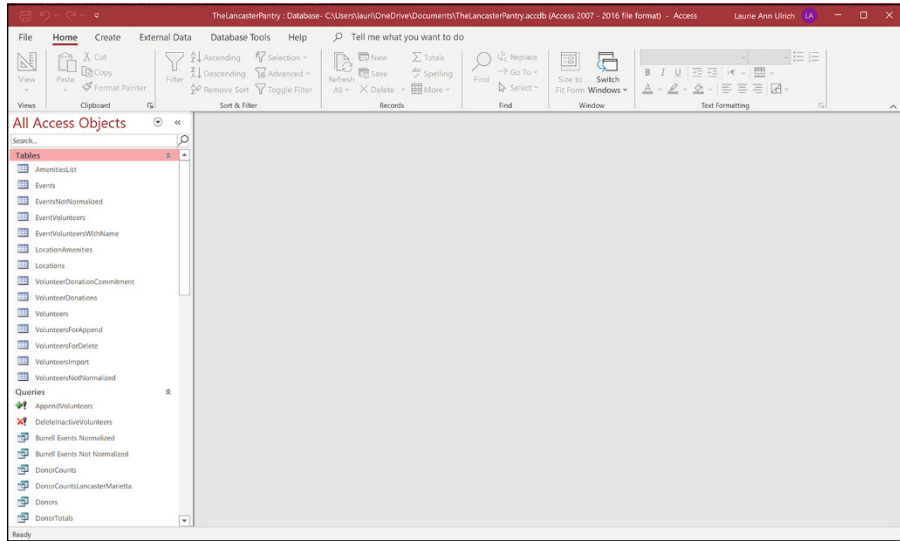 TheLancasterPantry : Database- C:\Users\lauri\OneDrive\Documents\TheLancasterPantry.accdb (Access 2007 - 2016 file format) - Access Laurie Ann Ulrich LA
File Home Create External Data Database Tools Help Tell me what you want to do
View
Views
Paste
Cut
Copy
Format Painter
Clipboard
Filter
Ascending
Descending
Remove Sort
Selection
Advanced
Toggle Filter
Sort & Filter
Refresh
All
New
Save
Delete
Totals
Spelling
More
Records
Find
Replace
Go To
Select
Find
Size to
Fit Form
Switch
Windows
Window
B I U
A
Text Formatting
All Access Objects
Search...
Tables
AmenitiesList
Events
EventsNotNormalized
EventVolunteers
EventVolunteersWithName
LocationAmenities
Locations
VolunteerDonationCommitment
VolunteerDonations
Volunteers
VolunteersForAppend
VolunteersForDelete
VolunteersImport
VolunteersNotNormalized
Queries
AppendVolunteers
DeleteInactiveVolunteers
Burrell Events Normalized
Burrell Events Not Normalized
DonorCounts
DonorCountsLancasterMarietta
Donors
DonorTotals
Ready